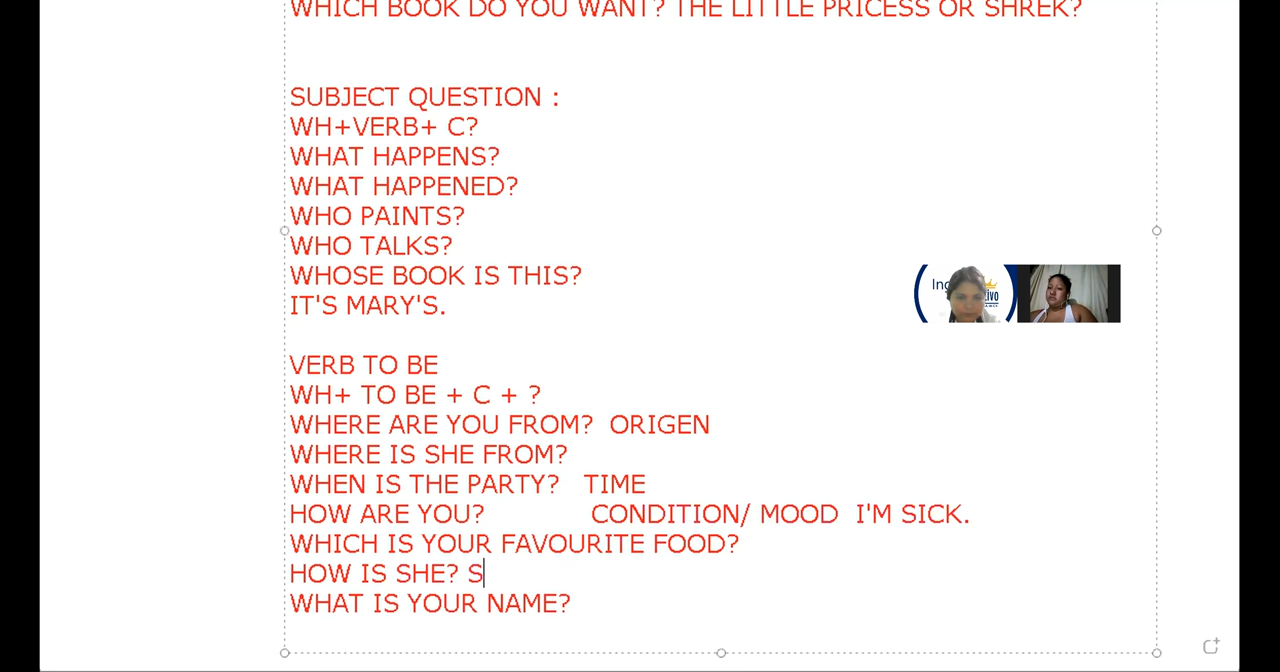 WHICH BOOK DO YOU WANT? THE LITTLE PRICESS OR SHREK?
SUBJECT QUESTION :
WH+VERB+ C?
WHAT HAPPENS?
WHAT HAPPENED?
WHO PAINTS?
WHO TALKS?
WHOSE BOOK IS THIS?
IT'S MARY'S.
VERB TO BE
WH+ TO BE + C + ?
WHERE ARE YOU FROM? ORIGEN
WHERE IS SHE FROM?
WHEN IS THE PARTY? TIME
HOW ARE YOU? CONDITION/ MOOD I'M SICK.
WHICH IS YOUR FAVOURITE FOOD?
HOW IS SHE? S
WHAT IS YOUR NAME?